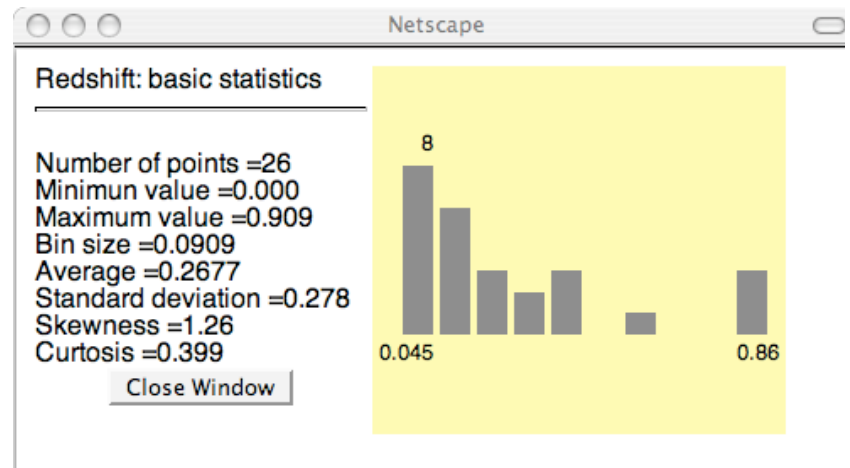 Netscape
Redshift: basic statistics
Number of points =26
Minimun value =0.000
Maximum value =0.909
Bin size =0.0909
Average =0.2677
Standard deviation =0.278
Skewness =1.26
Curtosis =0.399
Close Window
8
0.045
0.86